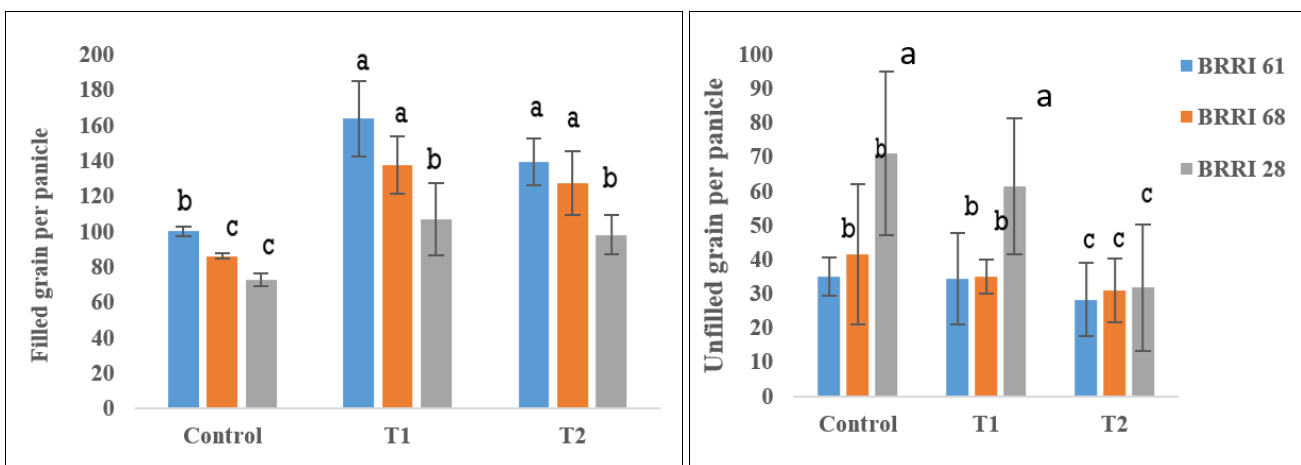 Filled grain per panicle
200
180
160
140
120
100
80
60
40
20
0
b
c
c
a
a
b
a
a
b
Control
T1
T2
Unfilled grain per panicle
100
90
80
70
60
50
40
30
20
10
0
b
b
a
b
b
a
c
c
c
Control
T1
T2
BRRI 61
BRRI 68
BRRI 28